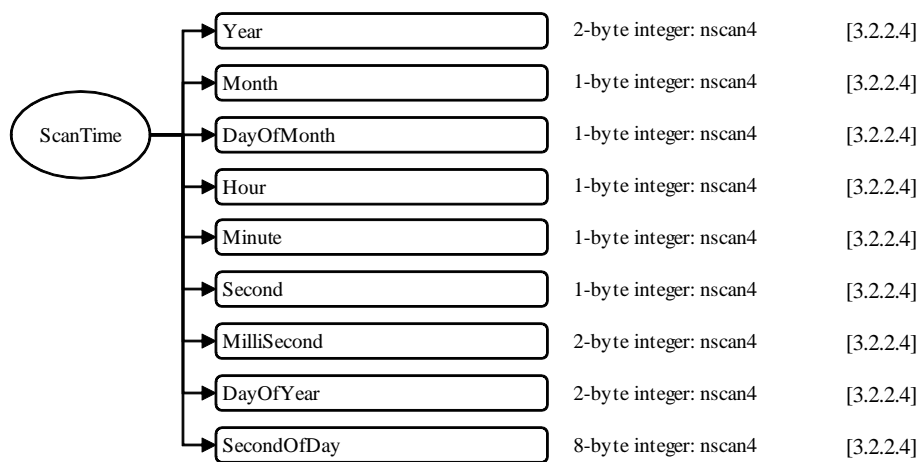 Year 2-byte integer: nscan4 [3.2.2.4]
Month 1-byte integer: nscan4 [3.2.2.4]
ScanTime DayOfMonth 1-byte integer: nscan4 [3.2.2.4]
Hour 1-byte integer: nscan4 [3.2.2.4]
Minute 1-byte integer: nscan4 [3.2.2.4]
Second 1-byte integer: nscan4 [3.2.2.4]
MilliSecond 2-byte integer: nscan4 [3.2.2.4]
DayOfYear 2-byte integer: nscan4 [3.2.2.4]
SecondOfDay 8-byte integer: nscan4 [3.2.2.4]